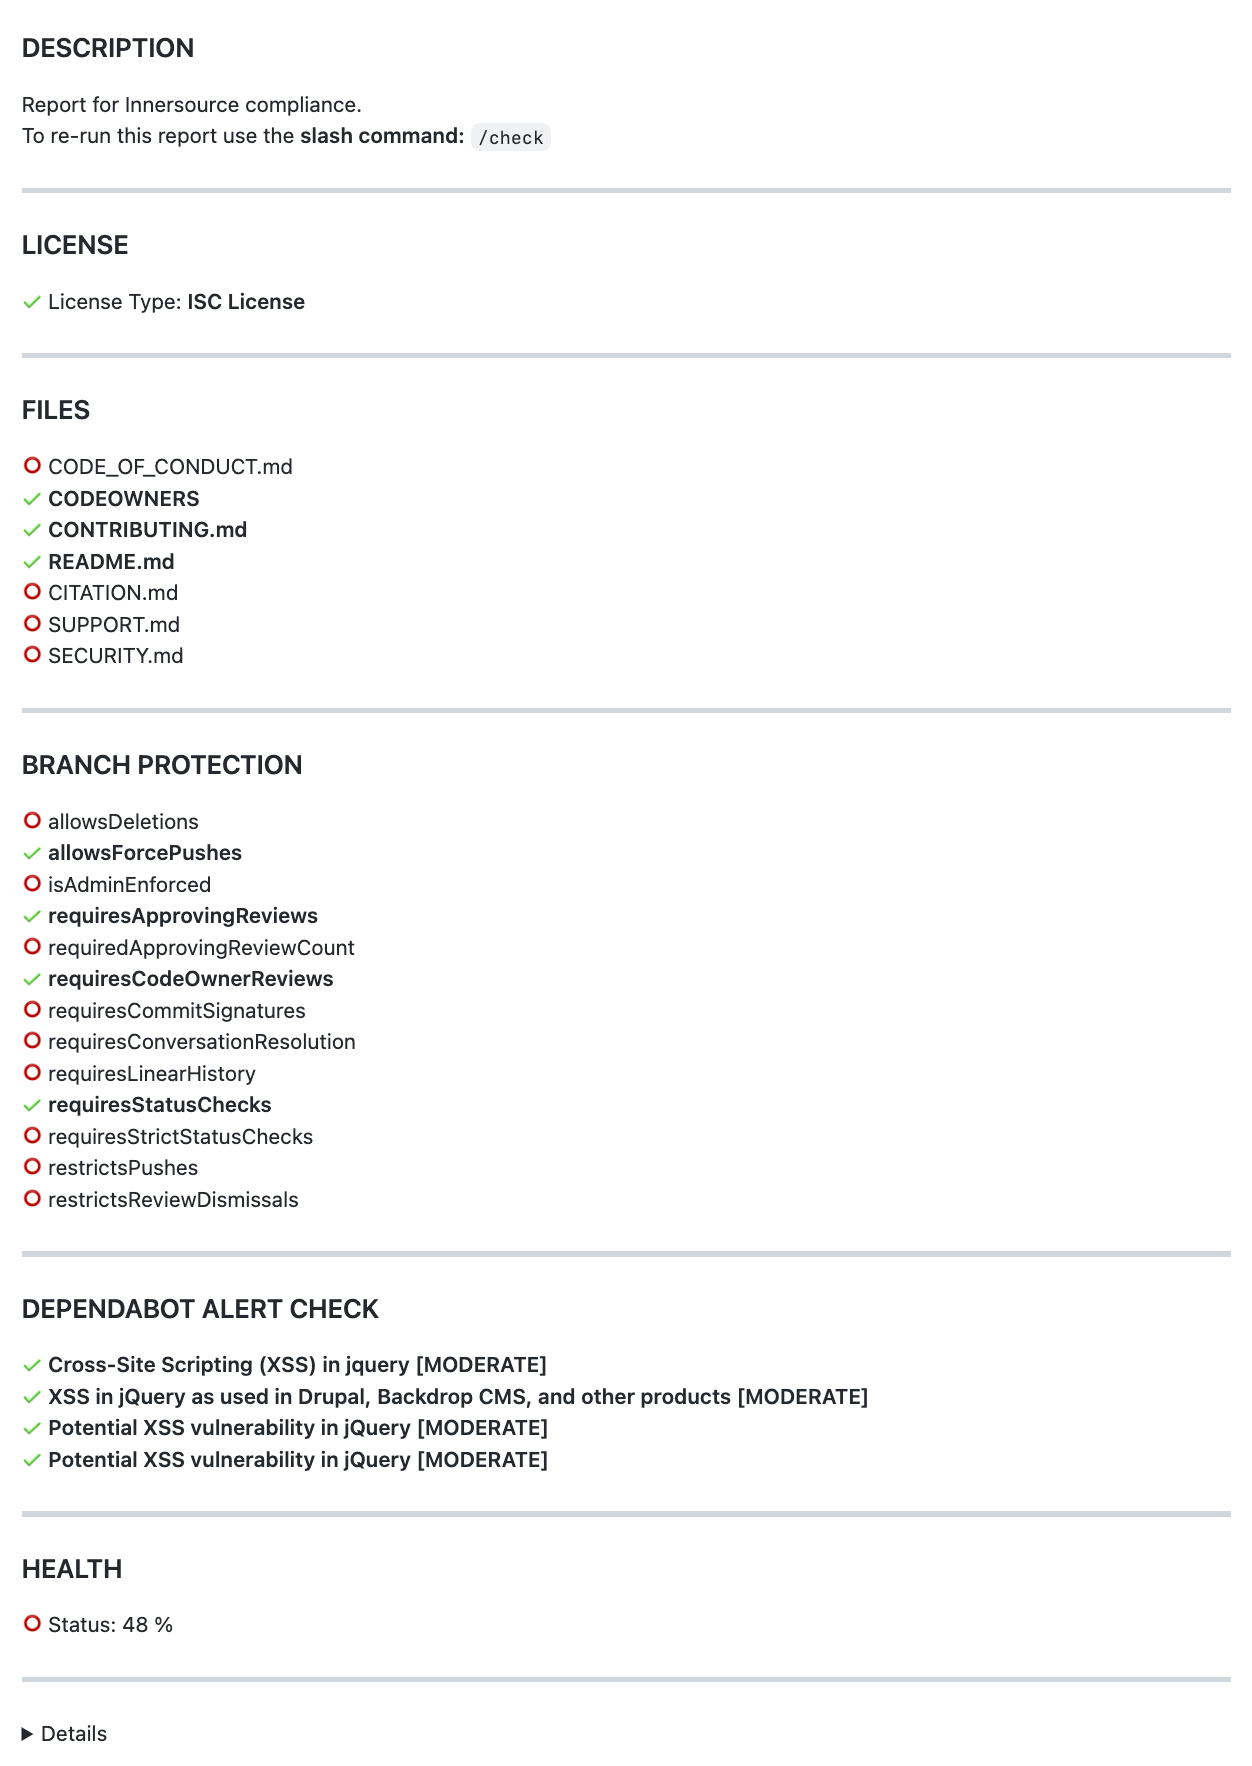 DESCRIPTION
Report for Innersource compliance.
To re-run this report use the slash command: /check
LICENSE
License Type: ISC License
FILES
CODE_OF_CONDUCT.md
CODEOWNERS
CONTRIBUTING.md
README.md
CITATION.md
SUPPORT.md
SECURITY.md
BRANCH PROTECTION
allowsDeletions
allowsForcePushes
isAdminEnforced
requiresApprovingReviews
requiredApprovingReviewCount
requiresCodeOwnerReviews
requiresCommitSignatures
requiresConversationResolution
requiresLinearHistory
requiresStatusChecks
requiresStrictStatusChecks
restrictsPushes
restrictsReviewDismissals
DEPENDABOT ALERT CHECK
Cross-Site Scripting (XSS) in jquery [MODERATE]
XSS in jQuery as used in Drupal, Backdrop CMS, and other products [MODERATE]
Potential XSS vulnerability in jQuery [MODERATE]
Potential XSS vulnerability in jQuery [MODERATE]
HEALTH
Status: 48 %
Details